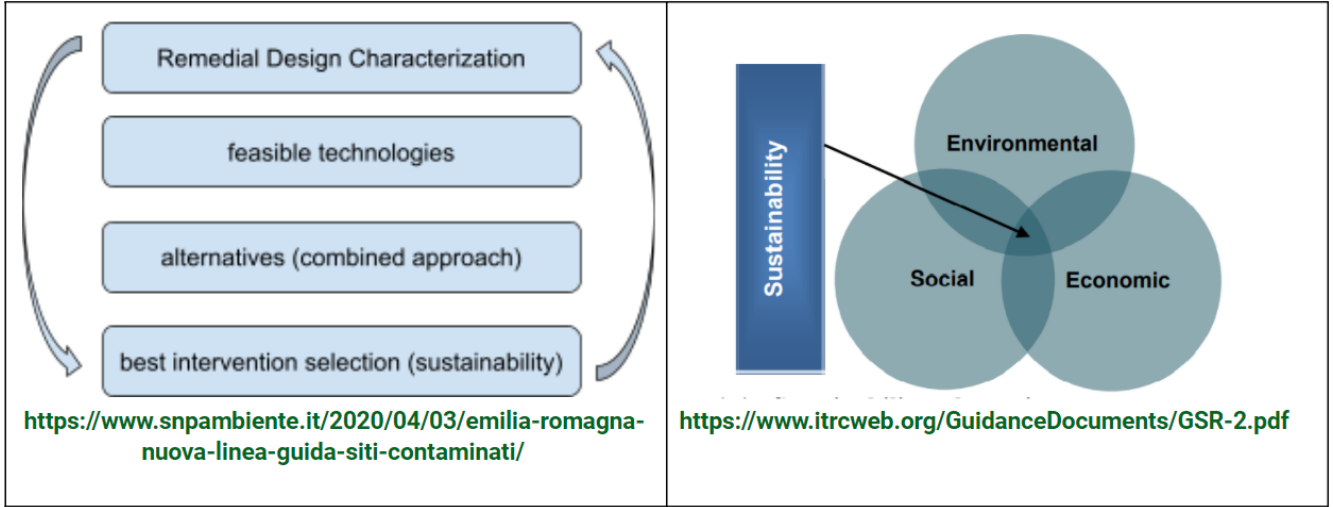 Remedial Design Characterization
feasible technologies
alternatives (combined approach)
best intervention selection (sustainability)
https://www.snpambiente.it/2020/04/03/emilia-romagna-
nuova-linea-guida-siti-contaminati/
Sustainability
Environmental
Social
Economic
https://www.itrcweb.org/GuidanceDocuments/GSR-2.pdf